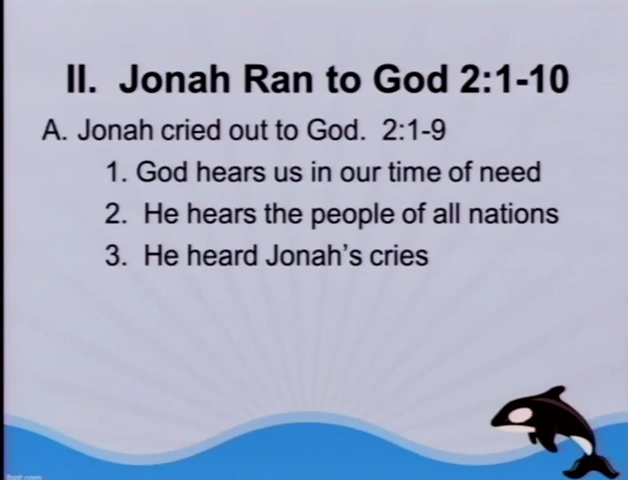 II. Jonah Ran to God 2:1-10
A. Jonah cried out to God. 2:1-9
1. God hears us in our time of need
2. He hears the people of all nations
3. He heard Jonah's cries